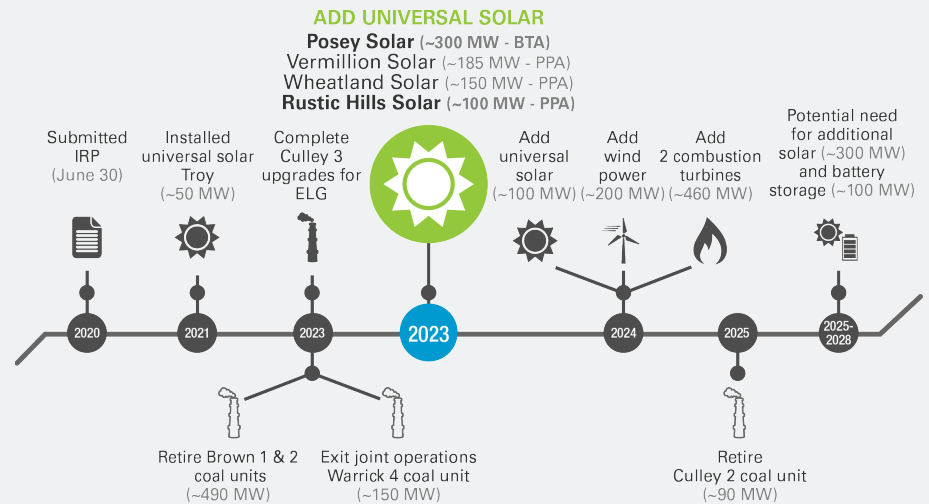 ADD UNIVERSAL SOLAR
Posey Solar (~300 MW - BTA)
Vermillion Solar (~185 MW - PPA)
Wheatland Solar (~150 MW - PPA)
Rustic Hills Solar (~100 MW - PPA)
Submitted
IRP
(June 30)
Installed
universal solar
Troy
(~50 MW)
Complete
Culley 3
upgrades for
ELG
Add
universal
solar
(~100 MW)
Add
wind
power
(~200 MW)
Add
2 combustion
turbines
(~460 MW)
Potential need
for additional
solar (~300 MW)
and battery
storage (~100 MW)
2020
2021
2023
2023
2024
2025
2025-
2028
Retire Brown 1 & 2
coal units
(~490 MW)
Exit joint operations
Warrick 4 coal unit
(~150 MW)
Retire
Culley 2 coal unit
(~90 MW)